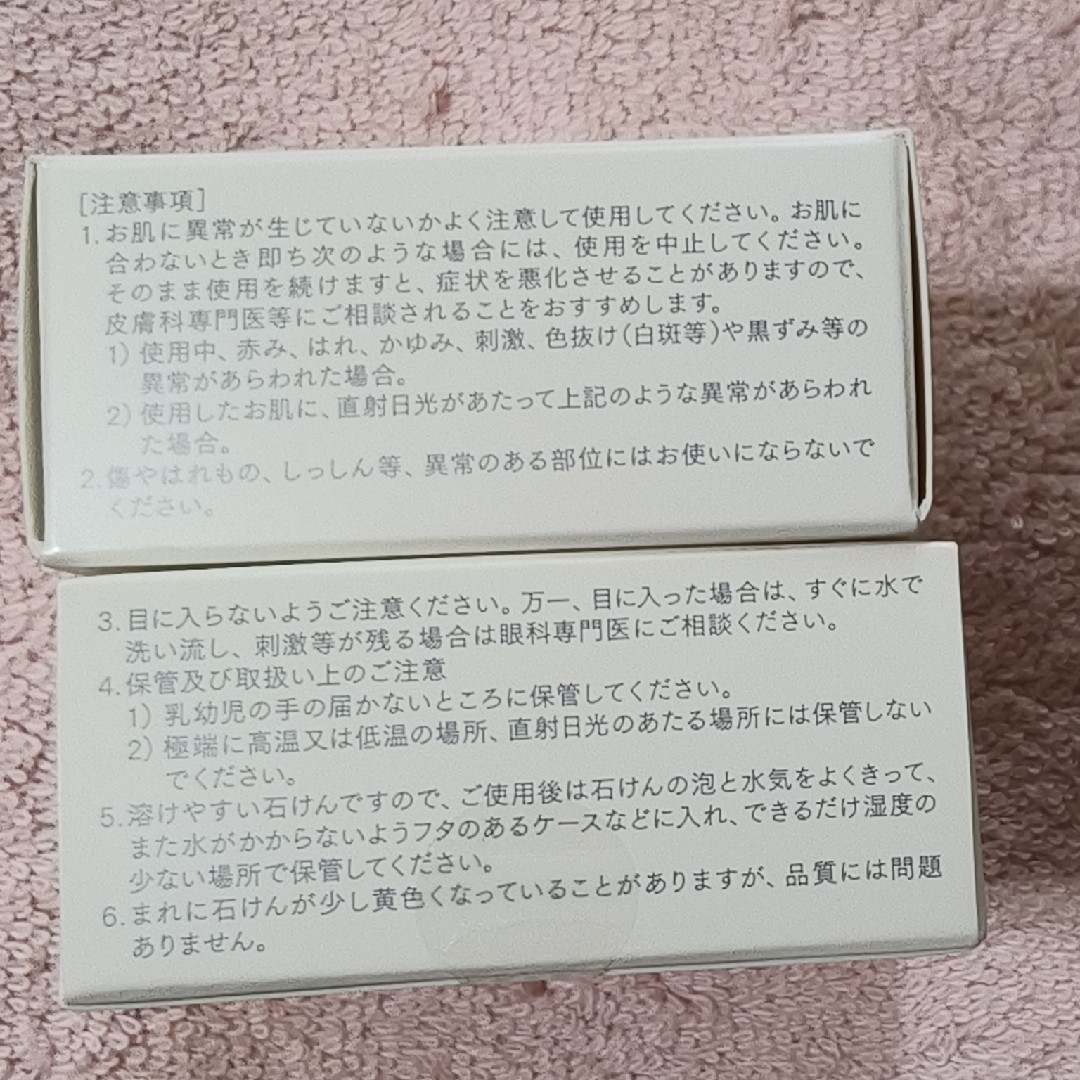 [注意事項]
1.お肌に異常が生じていないかよく注意して使用してください。お肌に
合わないとき即ち次のような場合には、使用を中止してください。
そのまま使用を続けますと、症状を悪化させることがありますので、
皮膚科専門医等にご相談されることをおすすめします。
1) 使用中、赤み、はれ、かゆみ、刺激、色抜け(白斑等)や黒ずみ等の
異常があらわれた場合。
2) 使用したお肌に、直射日光があたって上記のような異常があらわれ
た場合。
2.傷やはれもの、しっしん等、異常のある部位にはお使いにならないで
ください。
3.目に入らないようご注意ください。万一、目に入った場合は、すぐに水で
洗い流し、刺激等が残る場合は眼科専門医にご相談ください。
4.保管及び取扱い上のご注意
1) 乳幼児の手の届かないところに保管してください。
2) 極端に高温又は低温の場所、直射日光のあたる場所には保管しない
でください。
5.溶けやすい石けんですので、ご使用後は石けんの泡と水気をよくきって、
また水がかからないようフタのあるケースなどに入れ、できるだけ湿度の
少ない場所で保管してください。
6.まれに石けんが少し黄色くなっていることがありますが、品質には問題
ありません。